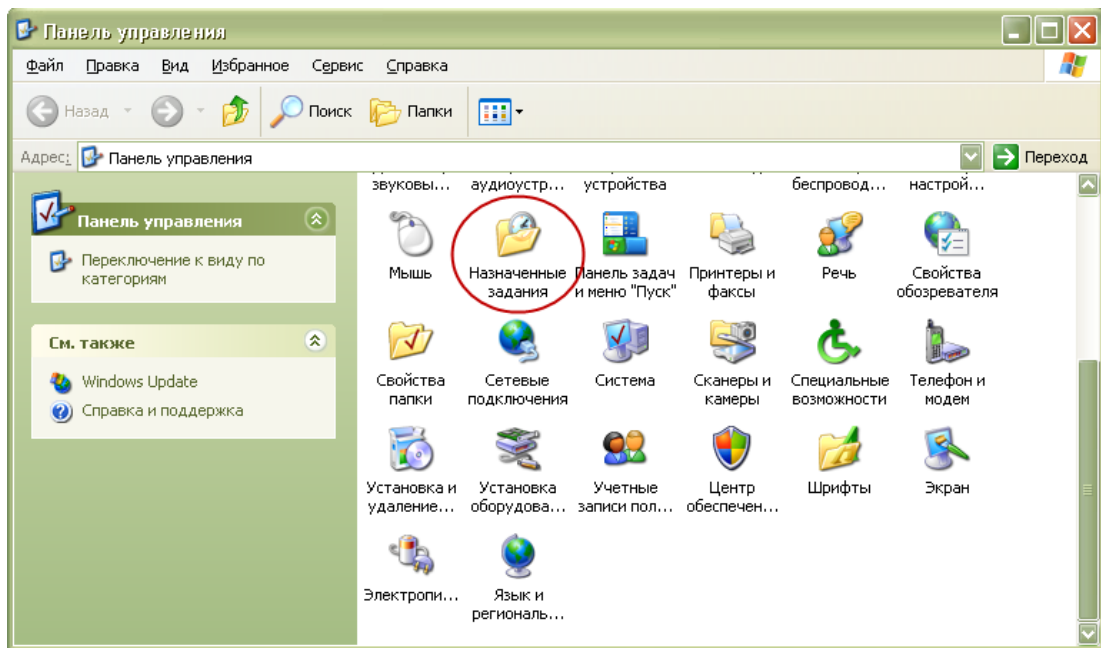 Панель управления
Файл Правка Вид Избранное Сервис Справка
Назад Поиск Папки
Адрес: Панель управления Переход
звуковы... аудиоустр... устройства беспровод... настрой...
Панель управления
Переключение к виду по
категориям
Мышь Назначенные Панель задач Принтеры и Речь Свойства
задания и меню "Пуск" факсы обозревателя
См. также
Windows Update
Справка и поддержка
Свойства Сетевые Система Сканеры и Специальные Телефон и
папки подключения камеры возможности модем
Установка и Установка Учетные Центр Шрифты Экран
удаление... оборудова... записи пол... обеспечен...
Электропи... Язык и
региональ...